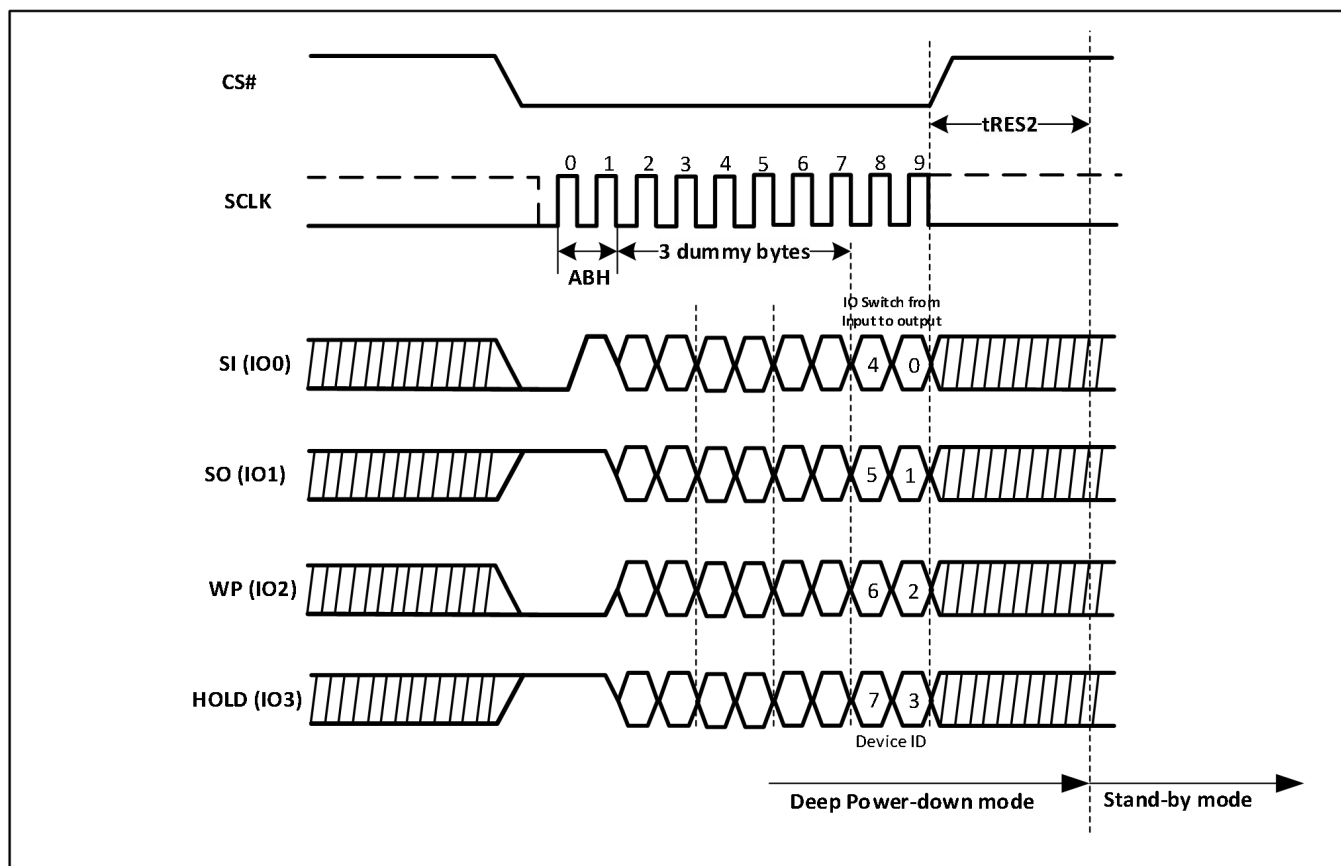 CS#
tRES2
0 1 2 3 4 5 6 7 8 9
SCLK
3 dummy bytes
ABH
IO Switch from
Input to output
SI (IO0)
4 0
SO (IO1)
5 1
WP (IO2)
6 2
HOLD (IO3)
7 3
Device ID
Deep Power-down mode
Stand-by mode